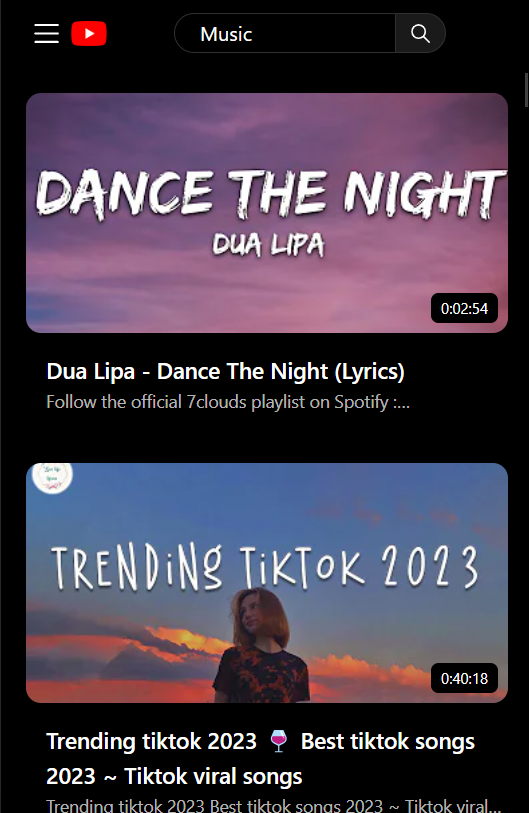 Music
DANCE THE NIGHT
DUA LIPA
0:02:54
Dua Lipa - Dance The Night (Lyrics)
Follow the official 7clouds playlist on Spotify :...
TRENDiNG TiKTOK 2023
0:40:18
Trending tiktok 2023 🍷 Best tiktok songs
2023 ~ Tiktok viral songs
Trending tiktok 2023 Best tiktok songs 2023 ~ Tiktok viral...